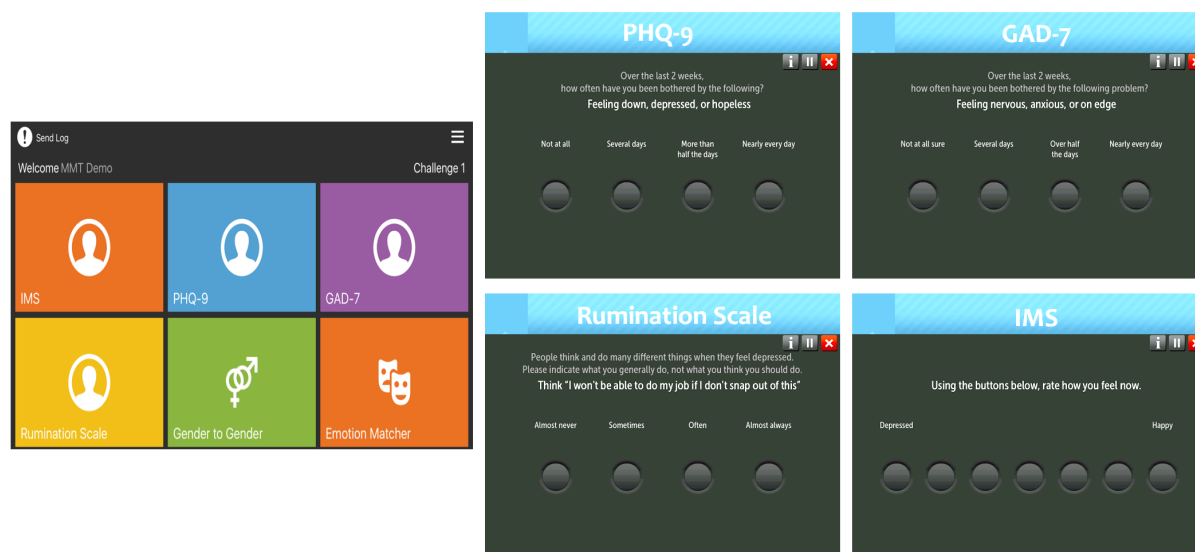 Send Log
Welcome MMT Demo
Challenge 1
IMS
PHQ-9
GAD-7
Rumination Scale
Gender to Gender
Emotion Matcher
PHQ-9
Over the last 2 weeks,
how often have you been bothered by the following?
Feeling down, depressed, or hopeless
Not at all
Several days
More than
half the days
Nearly every day
GAD-7
Over the last 2 weeks,
how often have you been bothered by the following problem?
Feeling nervous, anxious, or on edge
Not at all sure
Several days
Over half
the days
Nearly every day
Rumination Scale
People think and do many different things when they feel depressed.
Please indicate what you generally do, not what you think you should do.
Think "I won't be able to do my job if I don't snap out of this"
Almost never
Sometimes
Often
Almost always
IMS
Using the buttons below, rate how you feel now.
Depressed
Happy